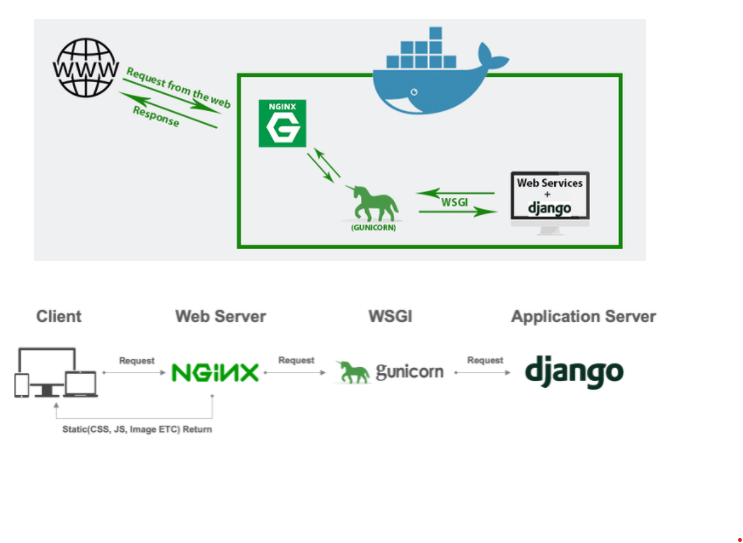 WWW
Request from the web
Response
NGINX
G
(GUNICORN)
WSGI
Web Services
+
django
Client
Web Server
WSGI
Application Server
Request
NGiNX
Request
gunicorn
Request
django
Static(CSS, JS, Image ETC) Return